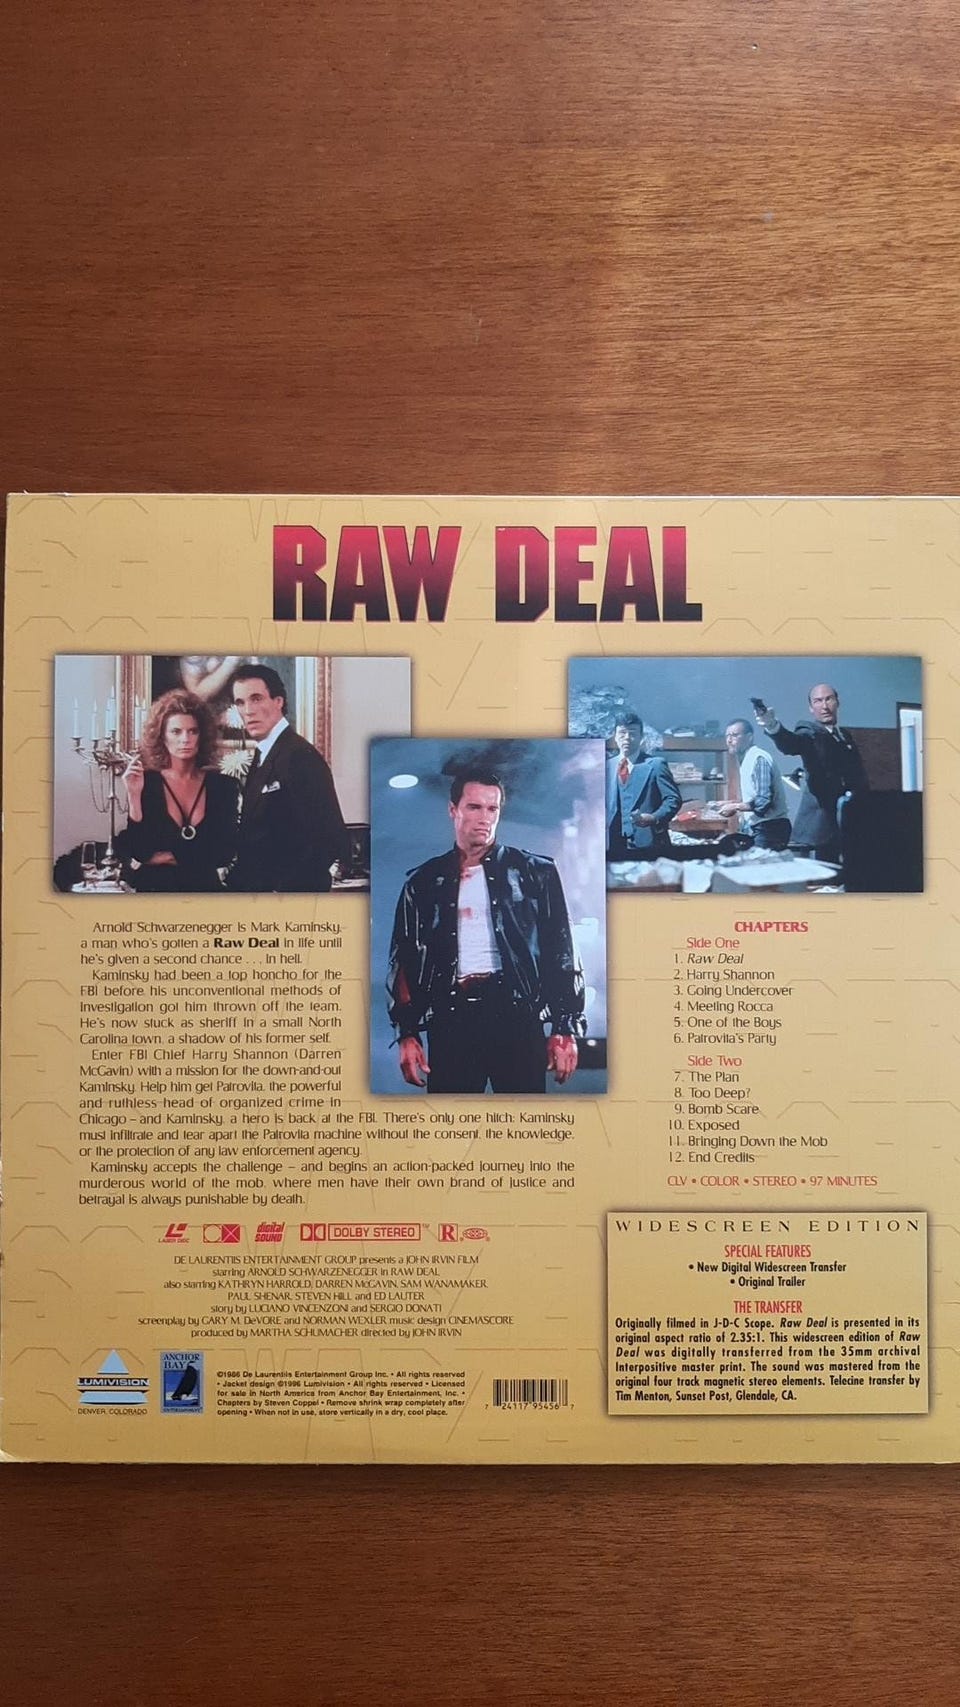 RAW DEAL
Arnold Schwarzenegger is Mark Kaminsky,
a man who's gotten a Raw Deal in life until
he's given a second chance . . . in hell.
Kaminsky had been a top honcho for the
FBI before his unconventional methods of
investigation got him thrown off the team.
He's now stuck as sheriff in a small North
Carolina town, a shadow of his former self.
Enter FBI Chief Harry Shannon (Darren
McGavin) with a mission for the down-and-out
Kaminsky. Help him get Patrovita, the powerful
and ruthless head of organized crime in
Chicago – and Kaminsky, a hero is back at the FBI. There's only one hitch: Kaminsky
must infiltrate and tear apart the Patrovita machine without the consent, the knowledge,
or the protection of any law enforcement agency.
Kaminsky accepts the challenge – and begins an action-packed journey into the
murderous world of the mob, where men have their own brand of justice and
betrayal is always punishable by death.
CHAPTERS
Side One
1. Raw Deal
2. Harry Shannon
3. Going Undercover
4. Meeting Rocca
5. One of the Boys
6. Patrovita's Party
Side Two
7. The Plan
8. Too Deep?
9. Bomb Scare
10. Exposed
11. Bringing Down the Mob
12. End Credits
CLV • COLOR • STEREO • 97 MINUTES
LASER DISC CX digital SOUND DOLBY STEREO™ R
DE LAURENTIIS ENTERTAINMENT GROUP presents a JOHN IRVIN FILM
starring ARNOLD SCHWARZENEGGER in RAW DEAL
also starring KATHRYN HARROLD, DARREN McGAVIN, SAM WANAMAKER,
PAUL SHENAR, STEVEN HILL and ED LAUTER
story by LUCIANO VINCENZONI and SERGIO DONATI
screenplay by GARY M. DeVORE and NORMAN WEXLER music design CINEMASCORE
produced by MARTHA SCHUMACHER directed by JOHN IRVIN
LUMIVISION
DENVER, COLORADO
ANCHOR
BAY
ENTERTAINMENT
©1986 De Laurentiis Entertainment Group Inc. • All rights reserved
• Jacket design ©1996 Lumivision • All rights reserved • Licensed
for sale in North America from Anchor Bay Entertainment, Inc. •
Chapters by Steven Coppel • Remove shrink wrap completely after
opening • When not in use, store vertically in a dry, cool place.
7 24117 95456 7
WIDESCREEN EDITION
SPECIAL FEATURES
• New Digital Widescreen Transfer
• Original Trailer
THE TRANSFER
Originally filmed in J-D-C Scope, Raw Deal is presented in its
original aspect ratio of 2.35:1. This widescreen edition of Raw
Deal was digitally transferred from the 35mm archival
Interpositive master print. The sound was mastered from the
original four track magnetic stereo elements. Telecine transfer by
Tim Menton, Sunset Post, Glendale, CA.